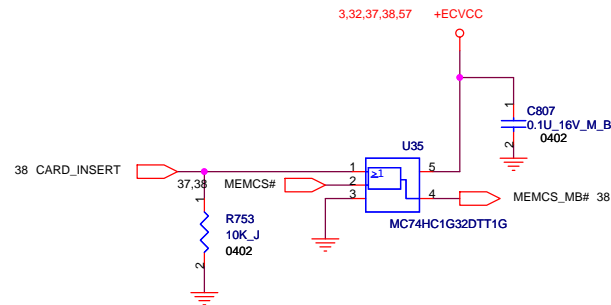 3,32,37,38,57 +ECVCC
1
C807
0.1U_16V_M_B
2
0402
U35
38 CARD_INSERT
1
5
≥1
37,38
MEMCS#
2
3
4
MEMCS_MB# 38
MC74HC1G32DTT1G
1
R753
10K_J
0402
2